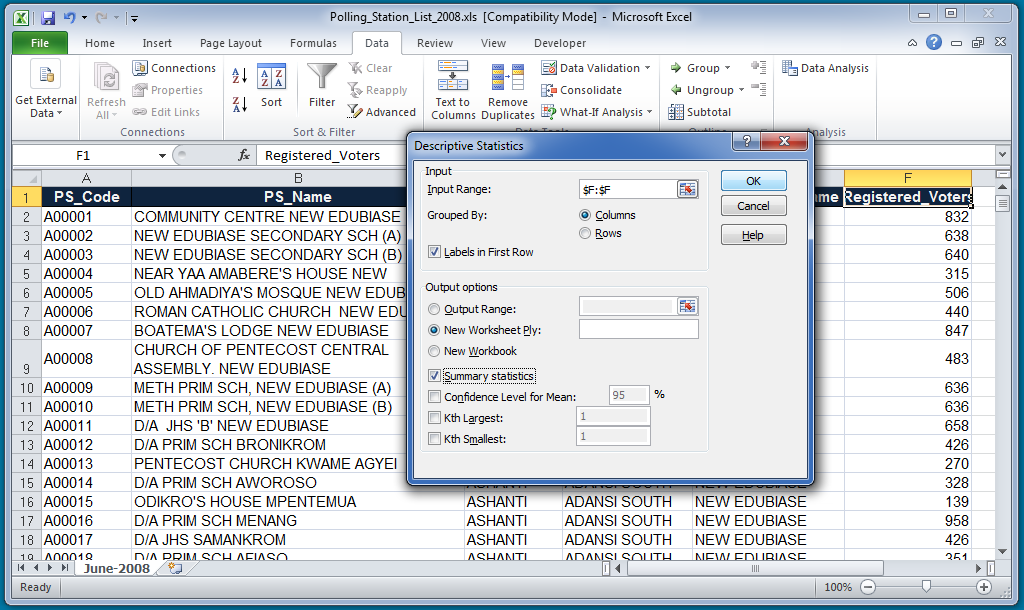 Polling_Station_List_2008.xls [Compatibility Mode] - Microsoft Excel
File Home Insert Page Layout Formulas Data Review View Developer
Get External Data
Refresh All
Connections
Properties
Edit Links
Connections
Sort
Filter
Clear
Reapply
Advanced
Sort & Filter
Text to Columns
Remove Duplicates
Data Validation
Consolidate
What-If Analysis
Data Tools
Group
Ungroup
Subtotal
Outline
Data Analysis
Analysis
F1 fx Registered_Voters
A B F
1 PS_Code PS_Name Name Registered_Voters
2 A00001 COMMUNITY CENTRE NEW EDUBIASE 832
3 A00002 NEW EDUBIASE SECONDARY SCH (A) 638
4 A00003 NEW EDUBIASE SECONDARY SCH (B) 640
5 A00004 NEAR YAA AMABERE'S HOUSE NEW 315
6 A00005 OLD AHMADIYA'S MOSQUE NEW EDUB 506
7 A00006 ROMAN CATHOLIC CHURCH NEW EDU 440
8 A00007 BOATEMA'S LODGE NEW EDUBIASE 847
9 A00008 CHURCH OF PENTECOST CENTRAL ASSEMBLY. NEW EDUBIASE 483
10 A00009 METH PRIM SCH, NEW EDUBIASE (A) 636
11 A00010 METH PRIM SCH, NEW EDUBIASE (B) 636
12 A00011 D/A JHS 'B' NEW EDUBIASE 658
13 A00012 D/A PRIM SCH BRONIKROM 426
14 A00013 PENTECOST CHURCH KWAME AGYEI 270
15 A00014 D/A PRIM SCH AWOROSO ASHANTI ADANSI SOUTH NEW EDUBIASE 328
16 A00015 ODIKRO'S HOUSE MPENTEMUA ASHANTI ADANSI SOUTH NEW EDUBIASE 139
17 A00016 D/A PRIM SCH MENANG ASHANTI ADANSI SOUTH NEW EDUBIASE 958
18 A00017 D/A JHS SAMANKROM ASHANTI ADANSI SOUTH NEW EDUBIASE 426
19 A00018 D/A PRIM SCH AFIASO ASHANTI ADANSI SOUTH NEW EDUBIASE 351
Descriptive Statistics
Input
Input Range: $F:$F
Grouped By: Columns
Rows
Labels in First Row
OK
Cancel
Help
Output options
Output Range:
New Worksheet Ply:
New Workbook
Summary statistics
Confidence Level for Mean: 95 %
Kth Largest: 1
Kth Smallest: 1
June-2008
Ready 100%